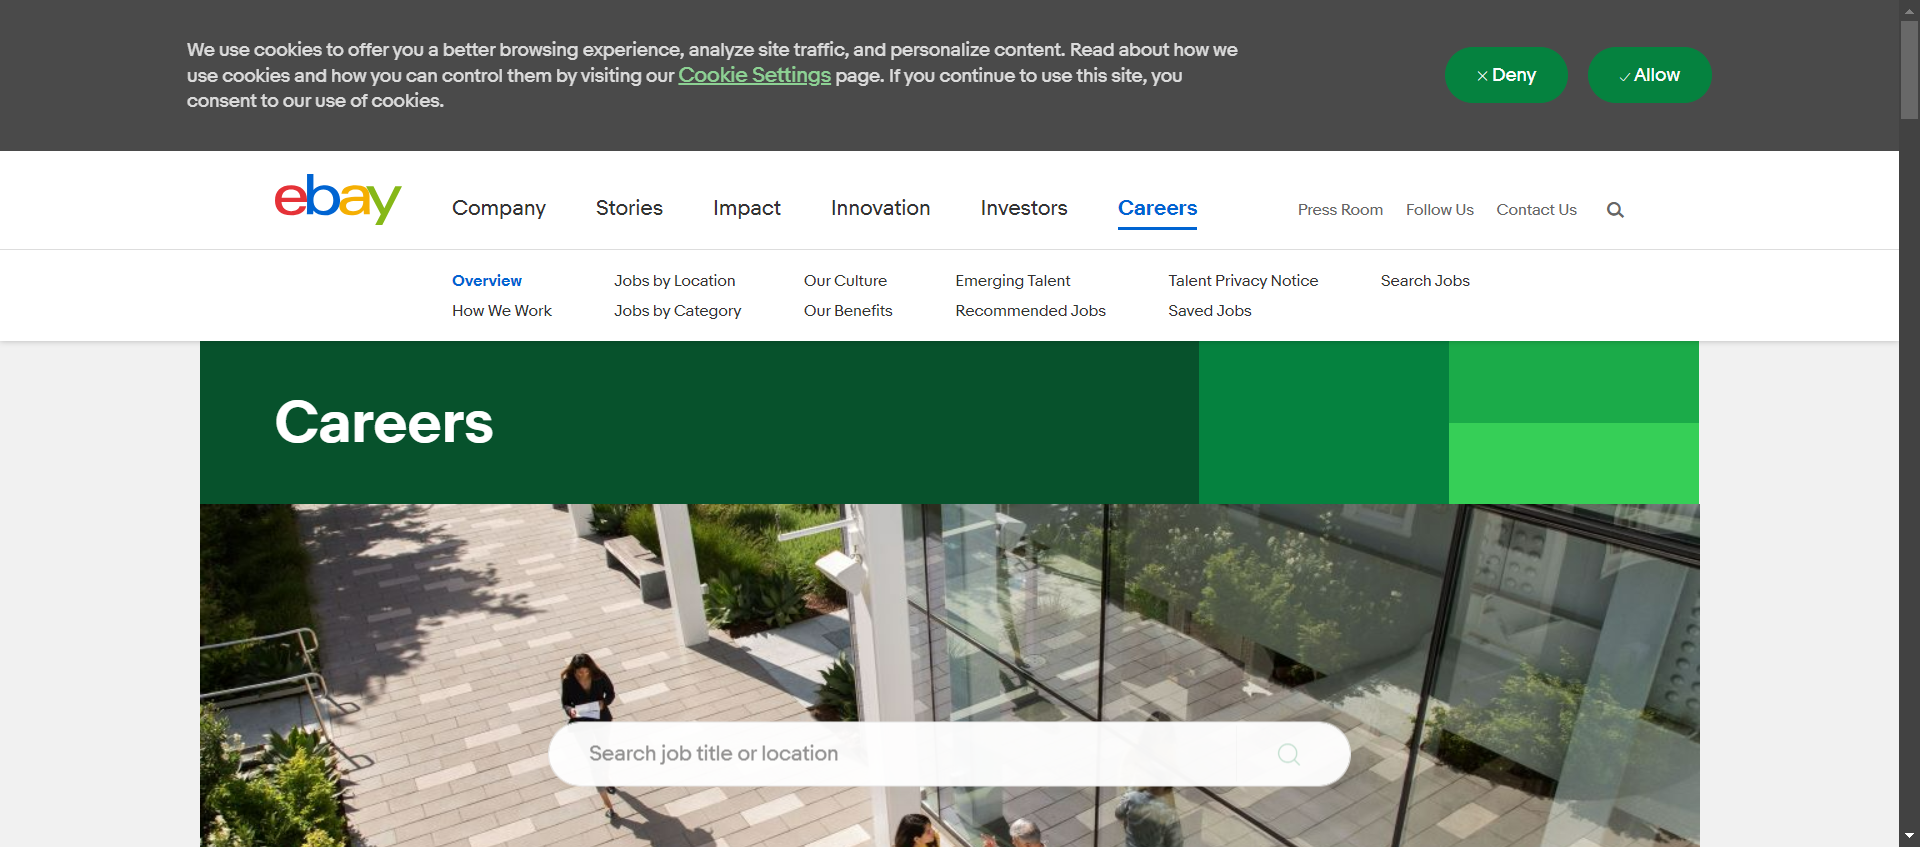 We use cookies to offer you a better browsing experience, analyze site traffic, and personalize content. Read about how we
use cookies and how you can control them by visiting our Cookie Settings page. If you continue to use this site, you
consent to our use of cookies.
Deny
Allow
ebay
Company
Stories
Impact
Innovation
Investors
Careers
Press Room
Follow Us
Contact Us
Overview
Jobs by Location
Our Culture
Emerging Talent
Talent Privacy Notice
Search Jobs
How We Work
Jobs by Category
Our Benefits
Recommended Jobs
Saved Jobs
Careers
Search job title or location